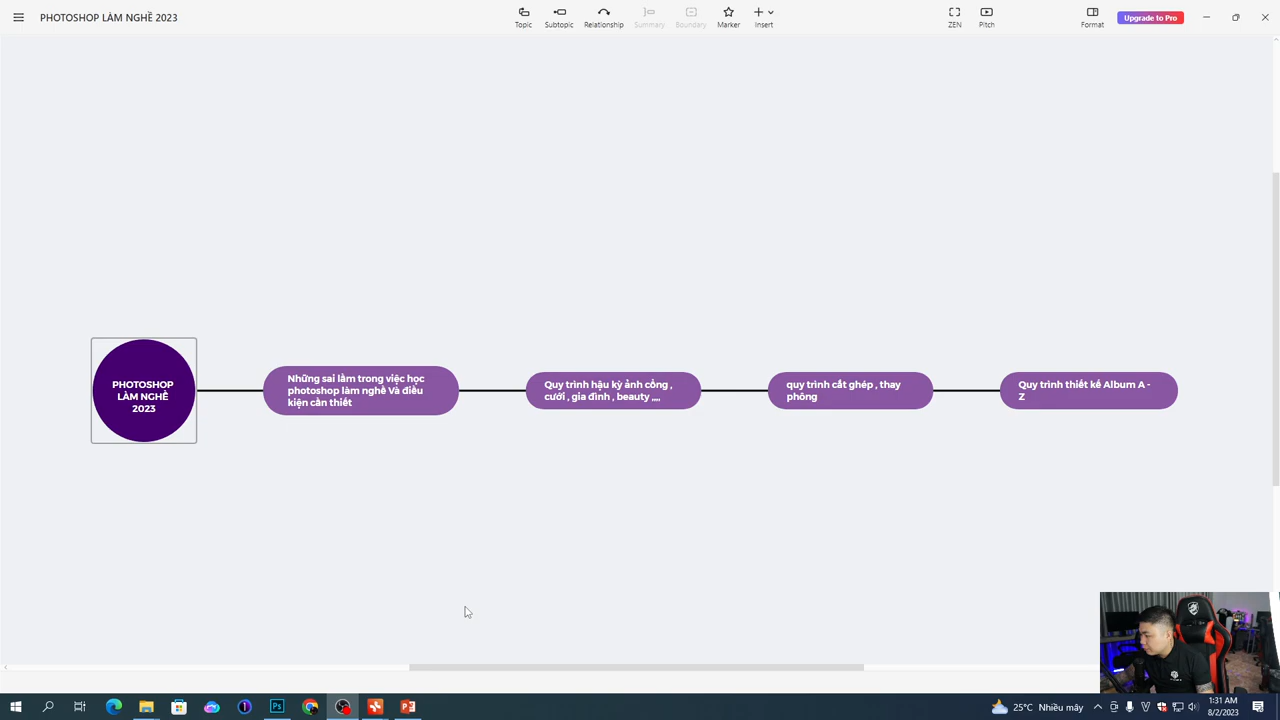 PHOTOSHOP LÀM NGHỀ 2023
Topic
Subtopic
Relationship
Summary
Boundary
Marker
Insert
ZEN
Pitch
Format
Upgrade to Pro
PHOTOSHOP
LÀM NGHỀ
2023
Những sai lầm trong việc học
photoshop làm nghề Và điều
kiện cần thiết
Quy trình hậu kỳ ảnh cổng ,
cưới , gia đình , beauty ,,,,
quy trình cắt ghép , thay
phông
Quy trình thiết kế Album A -
Z
25°C Nhiều mây
1:31 AM
8/2/2023